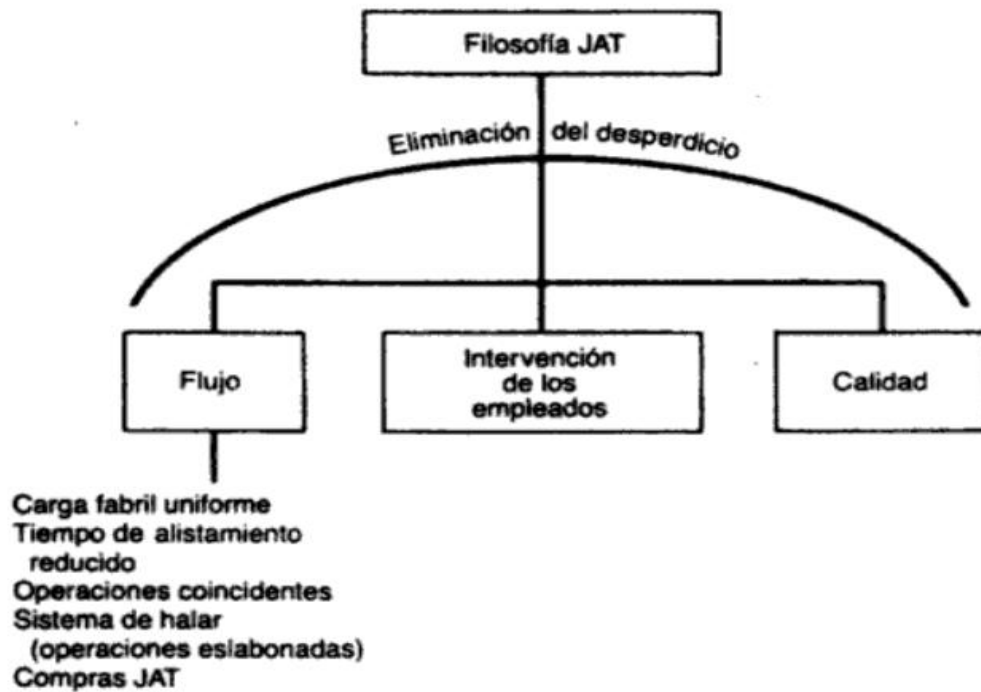 Filosofía JAT
Eliminación del desperdicio
Flujo
Intervención
de los
empleados
Calidad
Carga fabril uniforme
Tiempo de alistamiento
reducido
Operaciones coincidentes
Sistema de halar
(operaciones eslabonadas)
Compras JAT